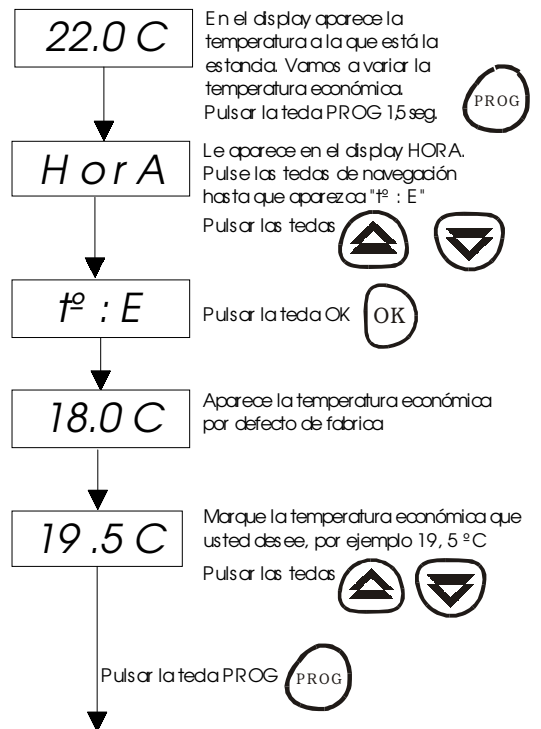 22.0 C
En el display aparece la
temperatura a la que está la
estancia. Vamos a variar la
temperatura económica.
Pulsar la tecla PROG 1,5 seg.
PROG
HorA
Le aparece en el display HORA.
Pulse las teclas de navegación
hasta que aparezca "tº : E"
Pulsar las teclas
tº : E
Pulsar la tecla OK
OK
18.0 C
Aparece la temperatura económica
por defecto de fabrica
19.5 C
Marque la temperatura económica que
usted desee, por ejemplo 19, 5 ºC
Pulsar las teclas
Pulsar la tecla PROG
PROG